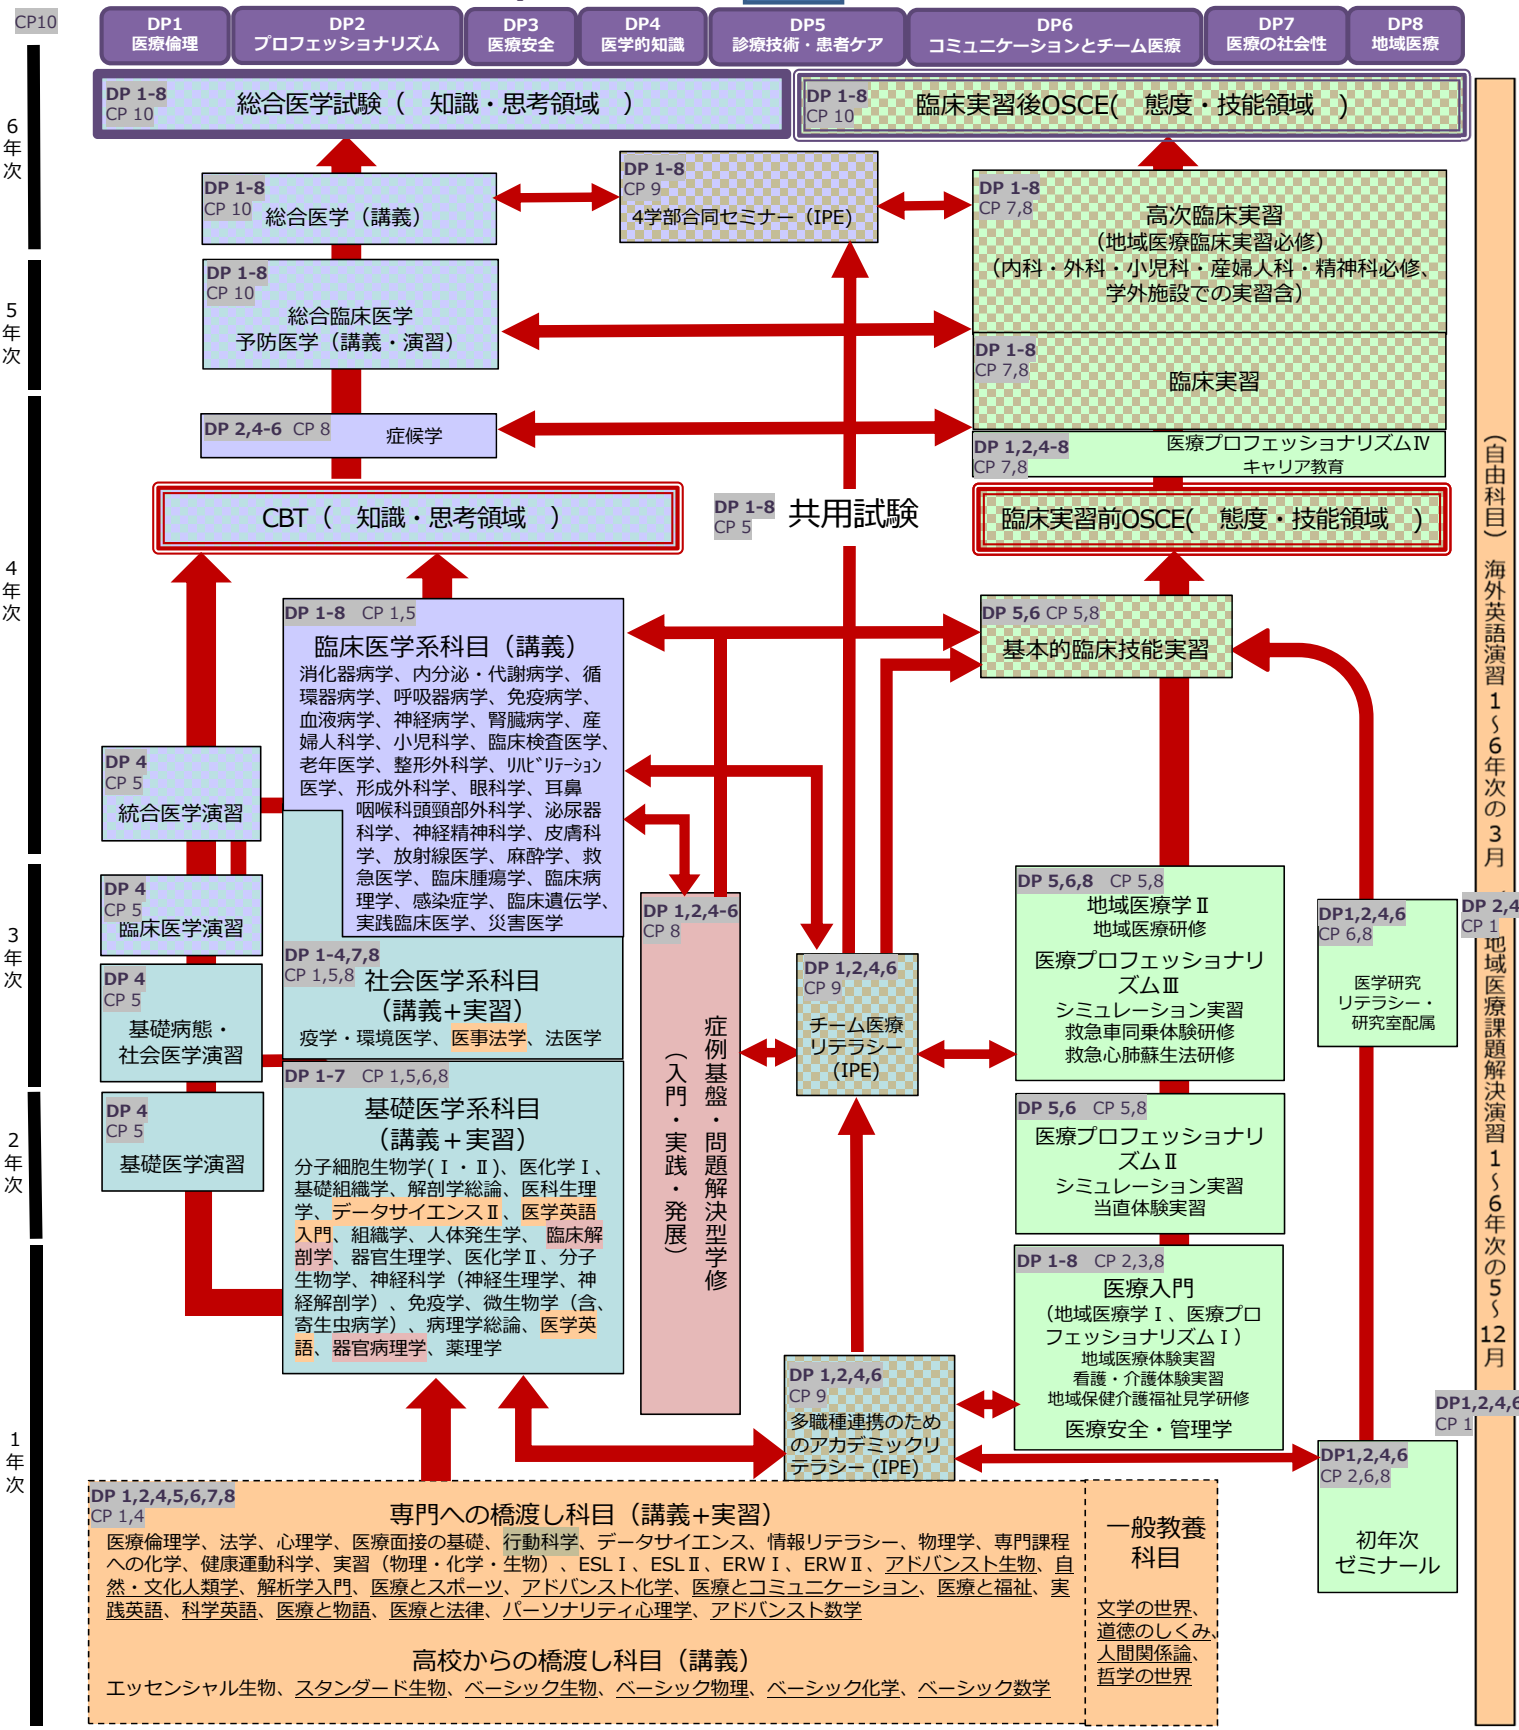 CP10
DP1
医療倫理
DP2
プロフェッショナリズム
DP3
医療安全
DP4
医学的知識
DP5
診療技術・患者ケア
DP6
コミュニケーションとチーム医療
DP7
医療の社会性
DP8
地域医療
6年次
5年次
4年次
3年次
2年次
1年次
DP 1-8
CP 10
総合医学試験（　知識・思考領域　）
DP 1-8
CP 10
臨床実習後OSCE(　態度・技能領域　)
DP 1-8
CP 10
総合医学（講義）
DP 1-8
CP 9
4学部合同セミナー（IPE）
DP 1-8
CP 7,8
高次臨床実習
（地域医療臨床実習必修）
（内科・外科・小児科・産婦人科・精神科必修、
学外施設での実習含）
DP 1-8
CP 10
総合臨床医学
予防医学（講義・演習）
DP 1-8
CP 7,8
臨床実習
DP 2,4-6 CP 8
症候学
DP 1,2,4-8
CP 7,8
医療プロフェッショナリズムⅣ
キャリア教育
CBT（　知識・思考領域　）
DP 1-8
CP 5
共用試験
臨床実習前OSCE(　態度・技能領域　)
DP 1-8 CP 1,5
臨床医学系科目（講義）
消化器病学、内分泌・代謝病学、循
環器病学、呼吸器病学、免疫病学、
血液病学、神経病学、腎臓病学、産
婦人科学、小児科学、臨床検査医学、
老年医学、整形外科学、ﾘﾊﾋﾞﾘﾃｰｼｮﾝ
医学、形成外科学、眼科学、耳鼻
咽喉科頭頸部外科学、泌尿器
科学、神経精神科学、皮膚科
学、放射線医学、麻酔学、救
急医学、臨床腫瘍学、臨床病
理学、感染症学、臨床遺伝学、
実践臨床医学、災害医学
DP 5,6 CP 5,8
基本的臨床技能実習
DP 4
CP 5
統合医学演習
DP 4
CP 5
臨床医学演習
DP 4
CP 5
基礎病態・
社会医学演習
DP 4
CP 5
基礎医学演習
DP 1-4,7,8
CP 1,5,8
社会医学系科目
（講義+実習）
疫学・環境医学、医事法学、法医学
DP 1-7 CP 1,5,6,8
基礎医学系科目
（講義＋実習）
分子細胞生物学(Ⅰ・Ⅱ)、医化学Ⅰ、
基礎組織学、解剖学総論、医科生理
学、データサイエンスⅡ、医学英語
入門、組織学、人体発生学、臨床解
剖学、器官生理学、医化学Ⅱ、分子
生物学、神経科学（神経生理学、神
経解剖学）、免疫学、微生物学（含、
寄生虫病学）、病理学総論、医学英
語、器官病理学、薬理学
DP 1,2,4-6
CP 8
症例基盤・問題解決型学修
（入門・実践・発展）
DP 1,2,4,6
CP 9
チーム医療
リテラシー
(IPE)
DP 5,6,8 CP 5,8
地域医療学Ⅱ
地域医療研修
医療プロフェッショナリ
ズムⅢ
シミュレーション実習
救急車同乗体験研修
救急心肺蘇生法研修
DP 5,6 CP 5,8
医療プロフェッショナリ
ズムⅡ
シミュレーション実習
当直体験実習
DP 1-8 CP 2,3,8
医療入門
（地域医療学Ⅰ、医療プロ
フェッショナリズムⅠ）
地域医療体験実習
看護・介護体験実習
地域保健介護福祉見学研修
医療安全・管理学
DP1,2,4,6
CP 6,8
医学研究
リテラシー・
研究室配属
DP 1,2,4,6
CP 9
多職種連携のため
のアカデミックリ
テラシー (IPE)
DP1,2,4,6
CP 2,6,8
初年次
ゼミナール
（自由科目）　海外英語演習1～6年次の3月
DP 2,4
CP 1
地域医療課題解決演習1～6年次の5～12月
DP1,2,4,6
CP 1
DP 1,2,4,5,6,7,8
CP 1,4
専門への橋渡し科目（講義+実習）
医療倫理学、法学、心理学、医療面接の基礎、行動科学、データサイエンス、情報リテラシー、物理学、専門課程
への化学、健康運動科学、実習（物理・化学・生物）、ESLⅠ、ESLⅡ、ERWⅠ、ERWⅡ、アドバンスト生物、自
然・文化人類学、解析学入門、医療とスポーツ、アドバンスト化学、医療とコミュニケーション、医療と福祉、実
践英語、科学英語、医療と物語、医療と法律、パーソナリティ心理学、アドバンスト数学
高校からの橋渡し科目（講義）
エッセンシャル生物、スタンダード生物、ベーシック生物、ベーシック物理、ベーシック化学、ベーシック数学
一般教養
科目
文学の世界、
道徳のしくみ、
人間関係論、
哲学の世界